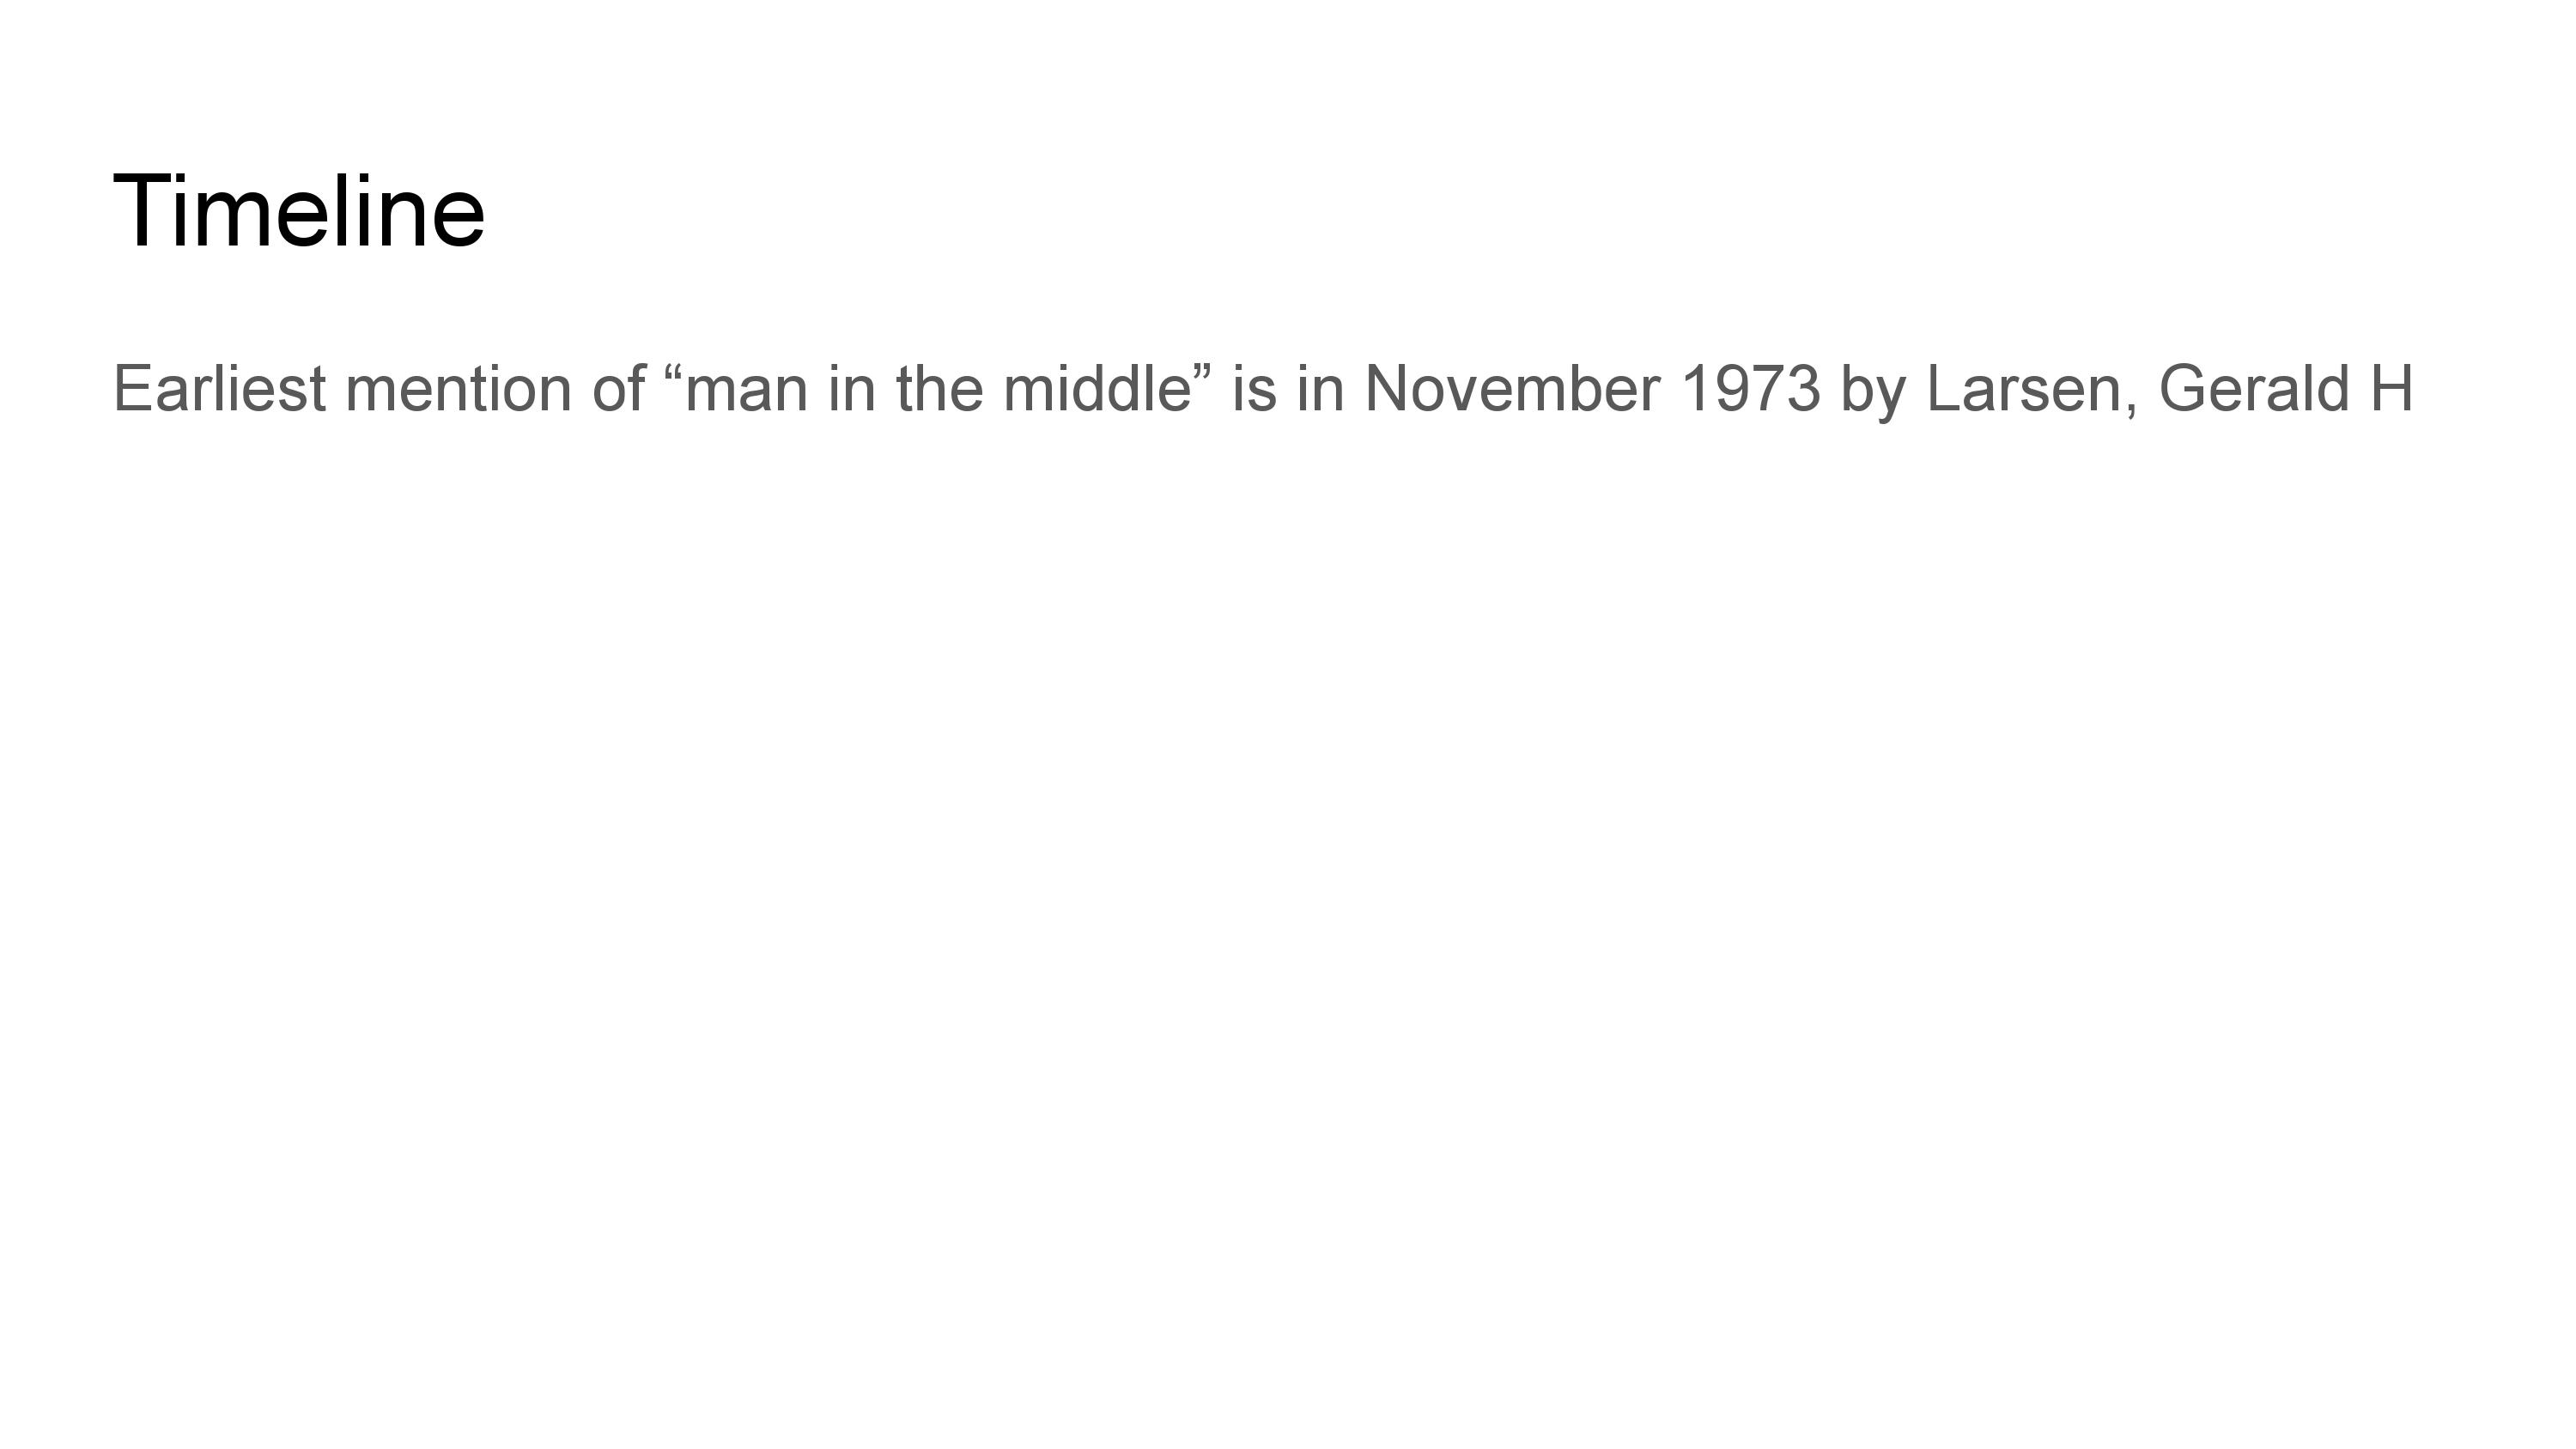 Timeline
Earliest mention of “man in the middle” is in November 1973 by Larsen, Gerald H